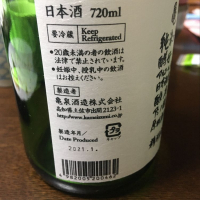 日本酒 720ml
要冷蔵 Keep Refrigerated
●20歳未満の者の飲酒は
法律で禁止されています。
●妊娠中、授乳中の飲酒
はお控えください。
製造者
亀泉酒造株式会社
高知県土佐市出間2123-1
http://www.kameizumi.co.jp
製造年月/
Date Produced
2021.1.
純米